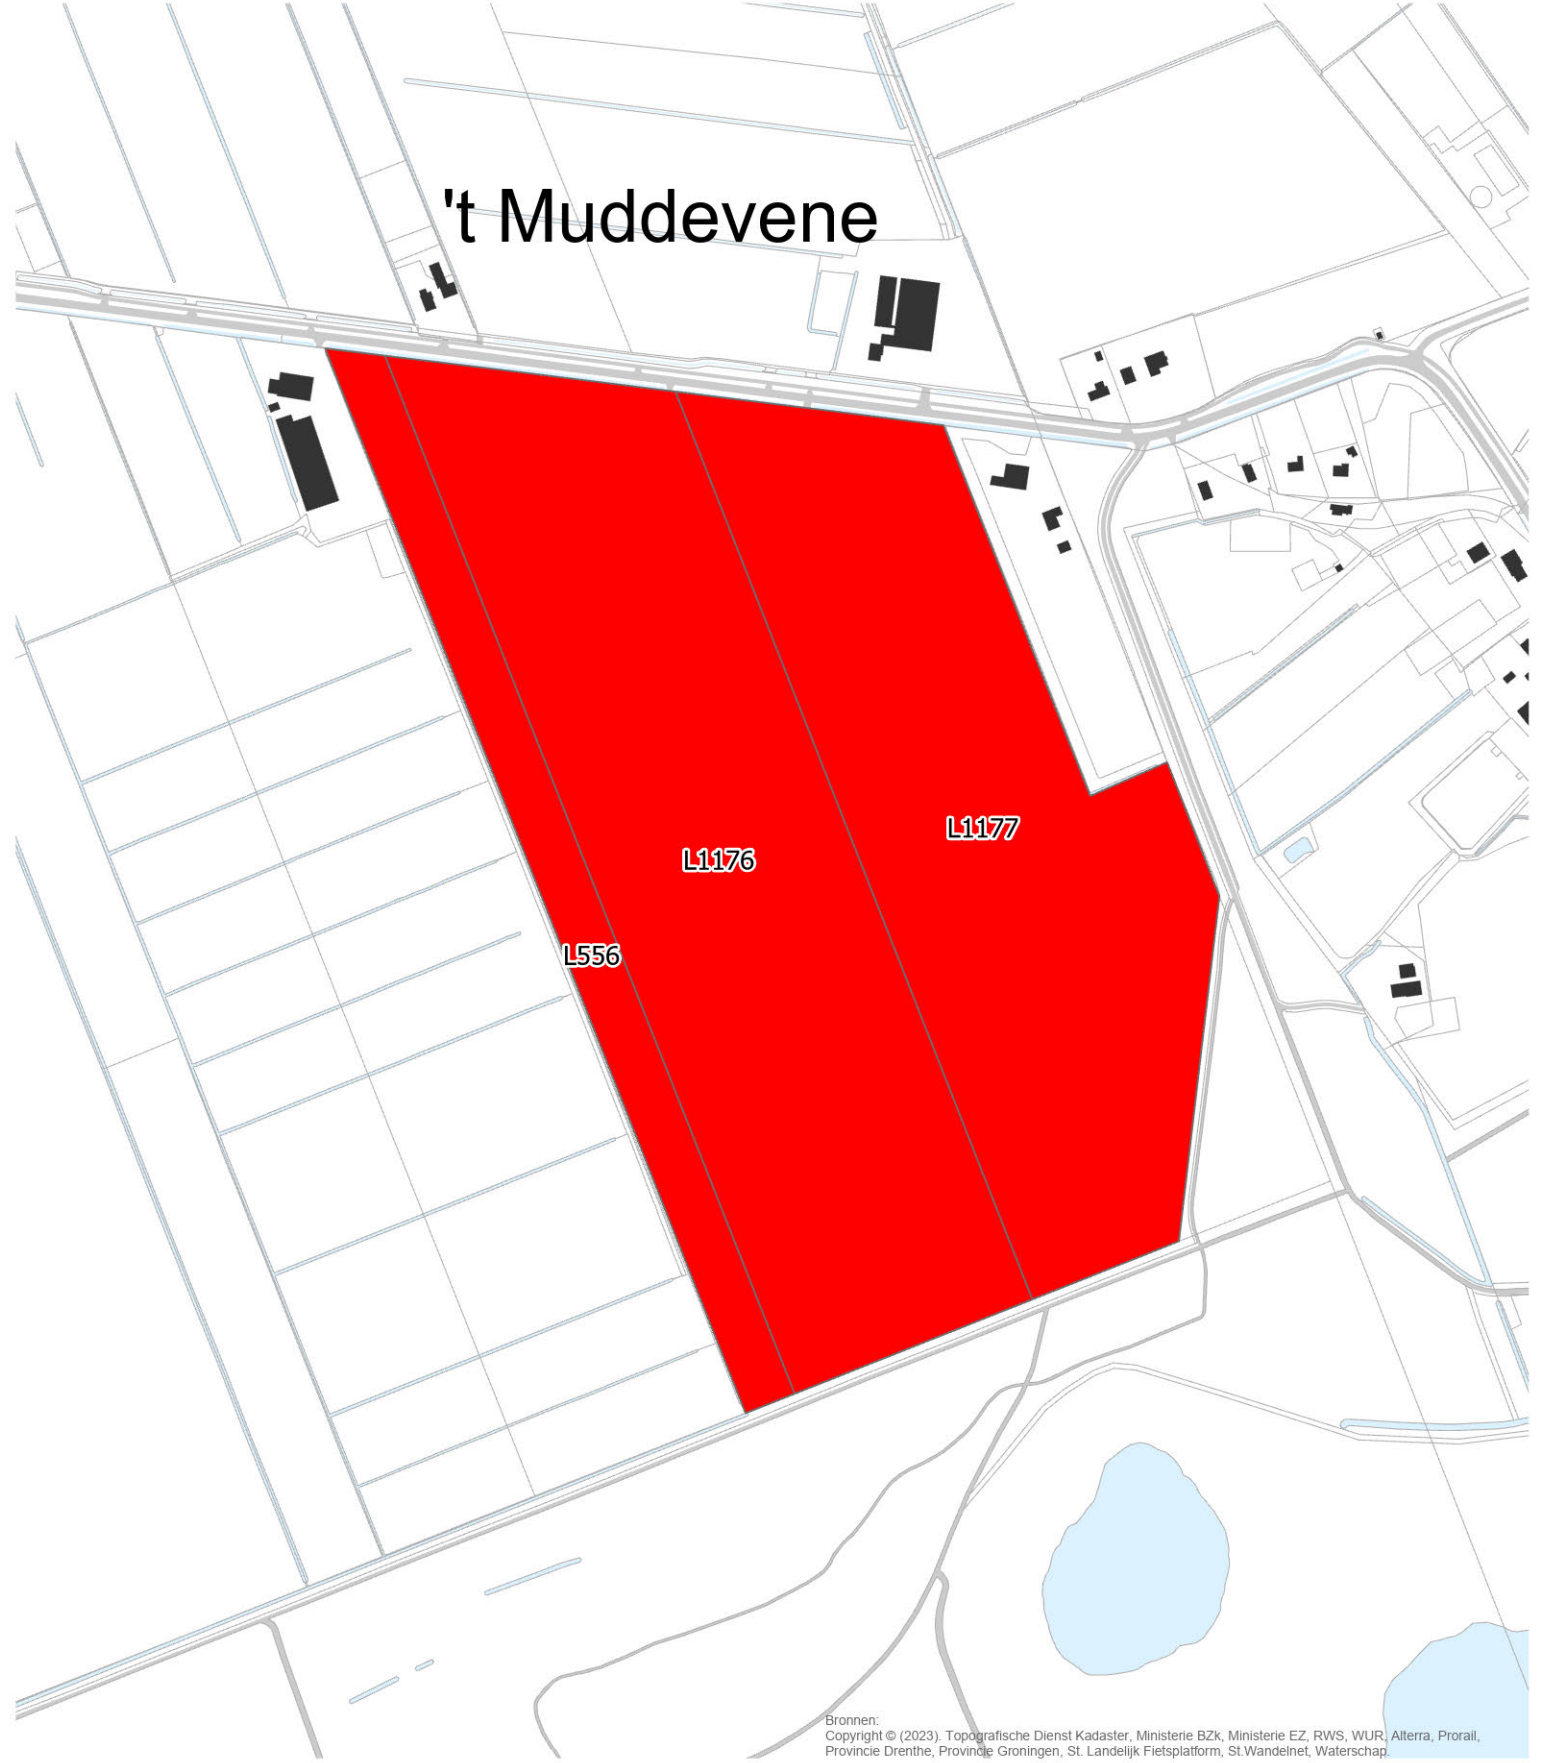 't Muddevene
L1177
L1176
L556
Bronnen:
Copyright © (2023). Topografische Dienst Kadaster, Ministerie BZk, Ministerie EZ, RWS, WUR, Alterra, Prorail,
Provincie Drenthe, Provincie Groningen, St. Landelijk Fietsplatform, St.Wandelnet, Waterschap.